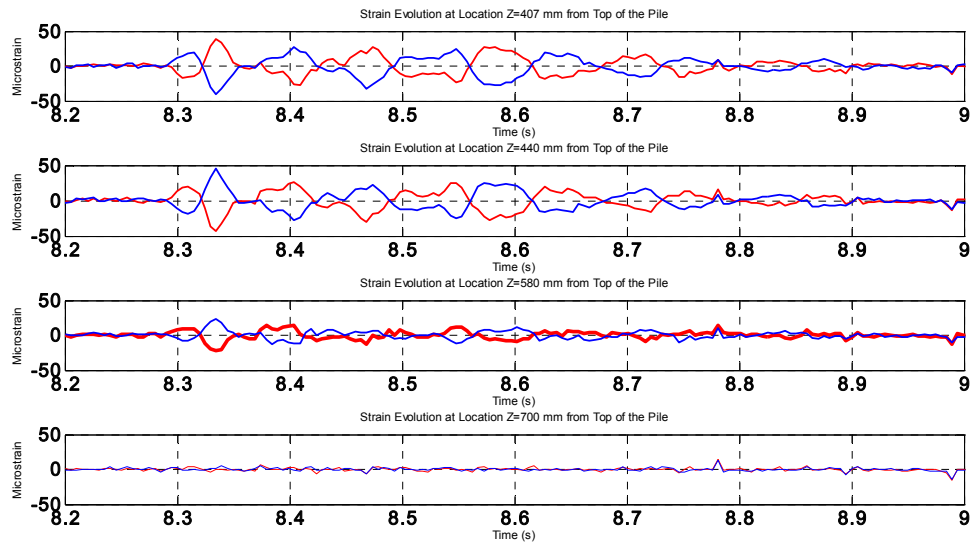 Strain Evolution at Location Z=407 mm from Top of the Pile
Microstrain
50
0
-50
8.2 8.3 8.4 8.5 8.6 8.7 8.8 8.9 9
Time (s)
Strain Evolution at Location Z=440 mm from Top of the Pile
Microstrain
50
0
-50
8.2 8.3 8.4 8.5 8.6 8.7 8.8 8.9 9
Time (s)
Strain Evolution at Location Z=580 mm from Top of the Pile
Microstrain
50
0
-50
8.2 8.3 8.4 8.5 8.6 8.7 8.8 8.9 9
Time (s)
Strain Evolution at Location Z=700 mm from Top of the Pile
Microstrain
50
0
-50
8.2 8.3 8.4 8.5 8.6 8.7 8.8 8.9 9
Time (s)